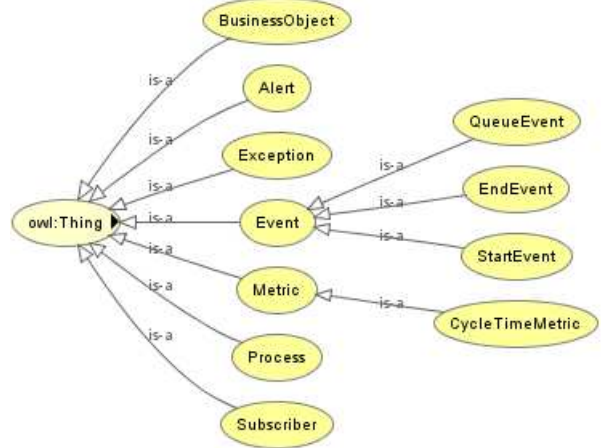 BusinessObject
is-a
Alert
is-a
QueueEvent
Exception
is-a
is-a
EndEvent
is-a
owl:Thing
is-a
Event
is-a
is-a
StartEvent
Metric
is-a
is-a
CycleTimeMetric
is-a
Process
Subscriber